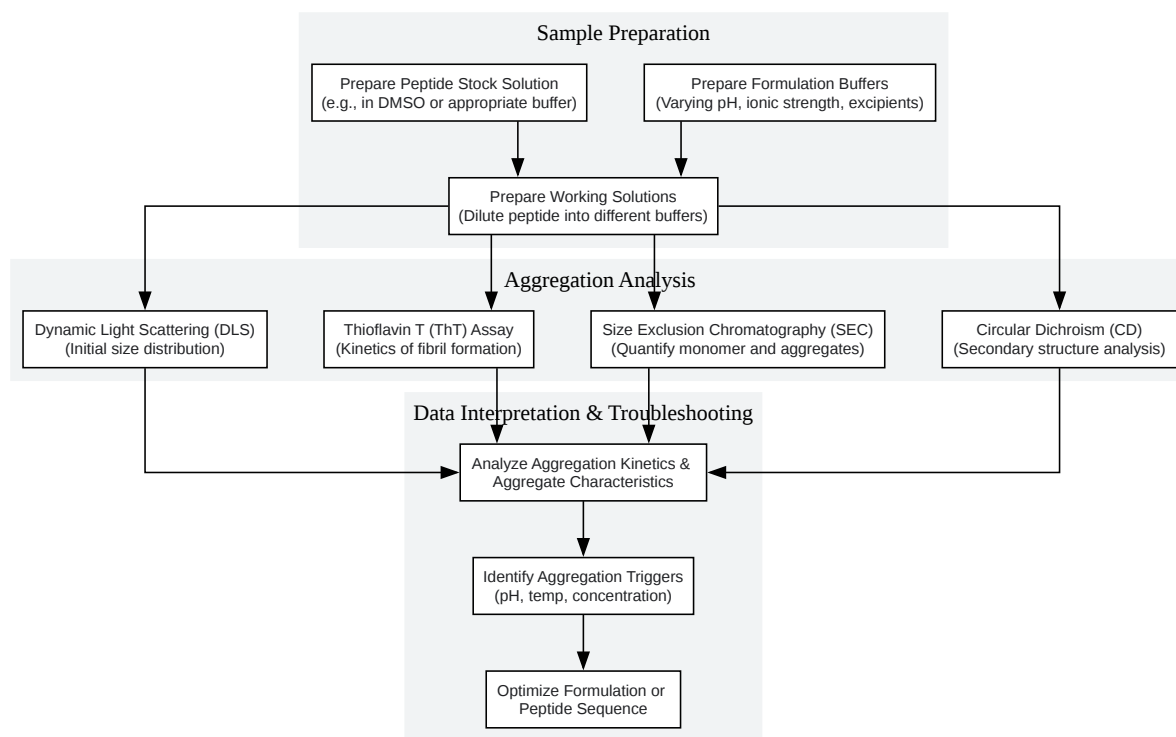 Sample Preparation
Prepare Peptide Stock Solution
(e.g., in DMSO or appropriate buffer)
Prepare Formulation Buffers
(Varying pH, ionic strength, excipients)
Prepare Working Solutions
(Dilute peptide into different buffers)
Aggregation Analysis
Dynamic Light Scattering (DLS)
(Initial size distribution)
Thioflavin T (ThT) Assay
(Kinetics of fibril formation)
Size Exclusion Chromatography (SEC)
(Quantify monomer and aggregates)
Circular Dichroism (CD)
(Secondary structure analysis)
Data Interpretation & Troubleshooting
Analyze Aggregation Kinetics &
Aggregate Characteristics
Identify Aggregation Triggers
(pH, temp, concentration)
Optimize Formulation or
Peptide Sequence